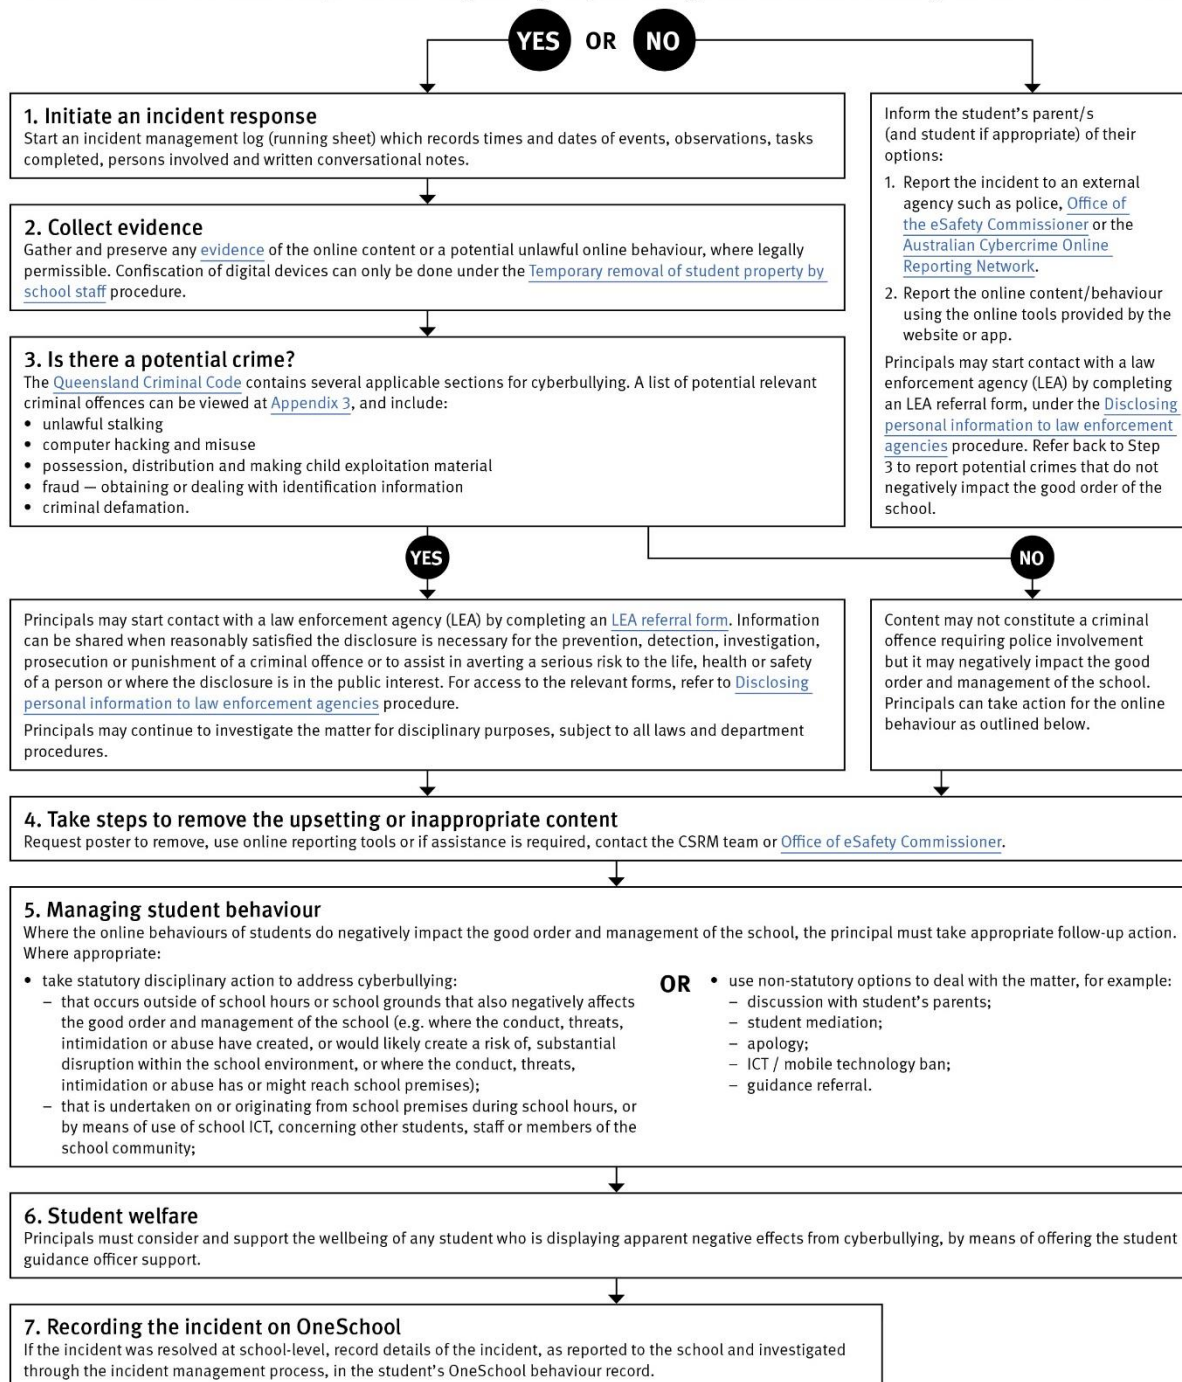 YES OR NO
1. Initiate an incident response
Start an incident management log (running sheet) which records times and dates of events, observations, tasks
completed, persons involved and written conversational notes.
2. Collect evidence
Gather and preserve any evidence of the online content or a potential unlawful online behaviour, where legally
permissible. Confiscation of digital devices can only be done under the Temporary removal of student property by
school staff procedure.
3. Is there a potential crime?
The Queensland Criminal Code contains several applicable sections for cyberbullying. A list of potential relevant
criminal offences can be viewed at Appendix 3, and include:
• unlawful stalking
• computer hacking and misuse
• possession, distribution and making child exploitation material
• fraud — obtaining or dealing with identification information
• criminal defamation.
Inform the student's parent/s
(and student if appropriate) of their
options:
1. Report the incident to an external
agency such as police, Office of
the eSafety Commissioner or the
Australian Cybercrime Online
Reporting Network.
2. Report the online content/behaviour
using the online tools provided by the
website or app.
Principals may start contact with a law
enforcement agency (LEA) by completing
an LEA referral form, under the Disclosing
personal information to law enforcement
agencies procedure. Refer back to Step
3 to report potential crimes that do not
negatively impact the good order of the
school.
YES
NO
Principals may start contact with a law enforcement agency (LEA) by completing an LEA referral form. Information
can be shared when reasonably satisfied the disclosure is necessary for the prevention, detection, investigation,
prosecution or punishment of a criminal offence or to assist in averting a serious risk to the life, health or safety
of a person or where the disclosure is in the public interest. For access to the relevant forms, refer to Disclosing
personal information to law enforcement agencies procedure.
Principals may continue to investigate the matter for disciplinary purposes, subject to all laws and department
procedures.
Content may not constitute a criminal
offence requiring police involvement
but it may negatively impact the good
order and management of the school.
Principals can take action for the online
behaviour as outlined below.
4. Take steps to remove the upsetting or inappropriate content
Request poster to remove, use online reporting tools or if assistance is required, contact the CSRM team or Office of eSafety Commissioner.
5. Managing student behaviour
Where the online behaviours of students do negatively impact the good order and management of the school, the principal must take appropriate follow-up action.
Where appropriate:
• take statutory disciplinary action to address cyberbullying:
– that occurs outside of school hours or school grounds that also negatively affects
the good order and management of the school (e.g. where the conduct, threats,
intimidation or abuse have created, or would likely create a risk of, substantial
disruption within the school environment, or where the conduct, threats,
intimidation or abuse has or might reach school premises);
– that is undertaken on or originating from school premises during school hours, or
by means of use of school ICT, concerning other students, staff or members of the
school community;
OR
• use non-statutory options to deal with the matter, for example:
– discussion with student's parents;
– student mediation;
– apology;
– ICT / mobile technology ban;
– guidance referral.
6. Student welfare
Principals must consider and support the wellbeing of any student who is displaying apparent negative effects from cyberbullying, by means of offering the student
guidance officer support.
7. Recording the incident on OneSchool
If the incident was resolved at school-level, record details of the incident, as reported to the school and investigated
through the incident management process, in the student's OneSchool behaviour record.